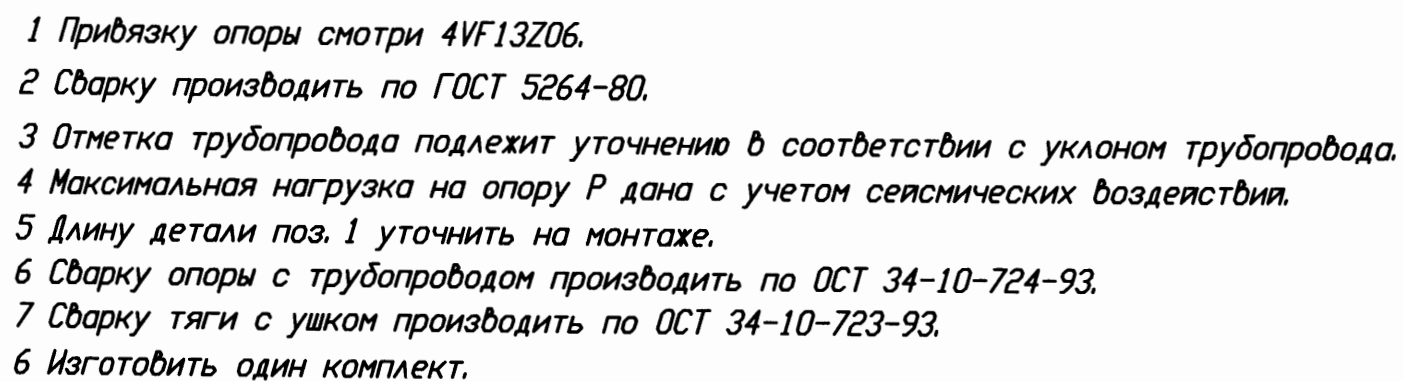 1 Привязку опоры смотри 4VF13Z06.
2 Сварку производить по ГОСТ 5264-80.
3 Отметка трубопровода подлежит уточнению в соответствии с уклоном трубопровода.
4 Максимальная нагрузка на опору P дана с учетом сейсмических воздействий.
5 Длину детали поз. 1 уточнить на монтаже.
6 Сварку опоры с трубопроводом производить по ОСТ 34-10-724-93.
7 Сварку тяги с ушком производить по ОСТ 34-10-723-93.
6 Изготовить один комплект.